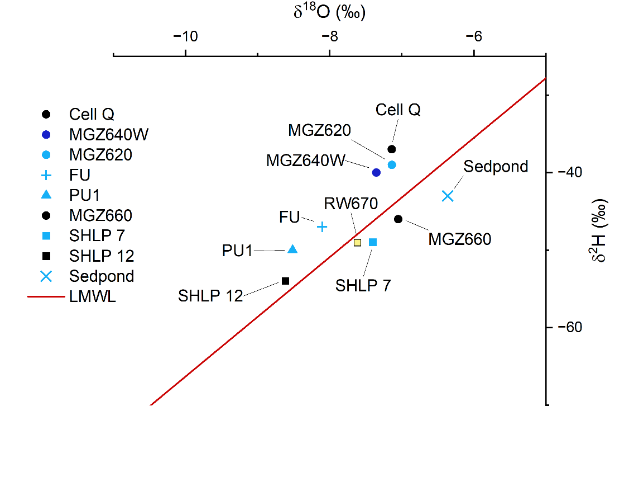 δ¹⁸O (‰)
−10 −8 −6
Cell Q
MGZ620
MGZ640W
Sedpond
RW670
FU
MGZ660
PU1
SHLP 7
SHLP 12
−40
δ²H (‰)
−60
Cell Q
MGZ640W
MGZ620
FU
PU1
MGZ660
SHLP 7
SHLP 12
Sedpond
LMWL